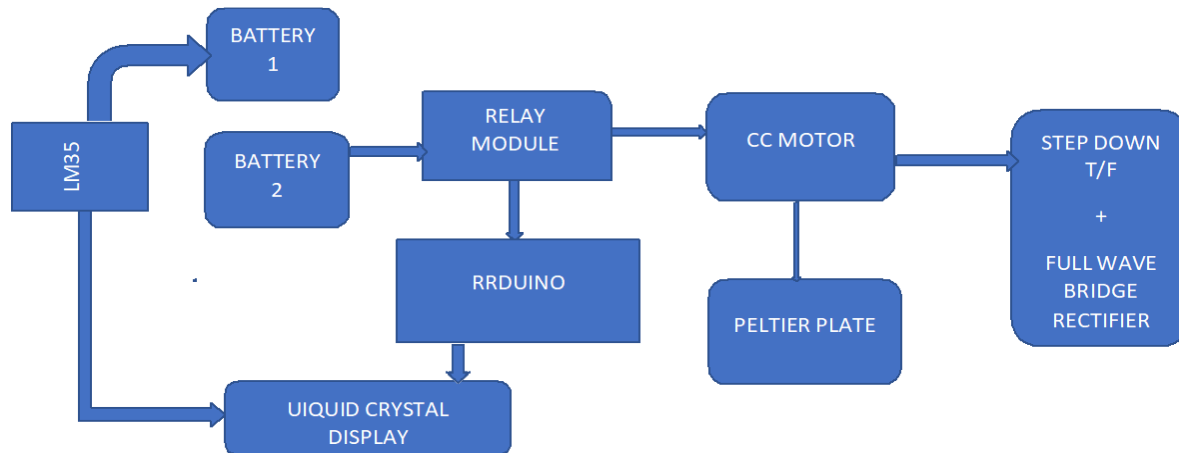 BATTERY
1
LM35
BATTERY
2
RELAY
MODULE
CC MOTOR
STEP DOWN
T/F
+
FULL WAVE
BRIDGE
RECTIFIER
RRDUINO
PELTIER PLATE
UIQUID CRYSTAL
DISPLAY